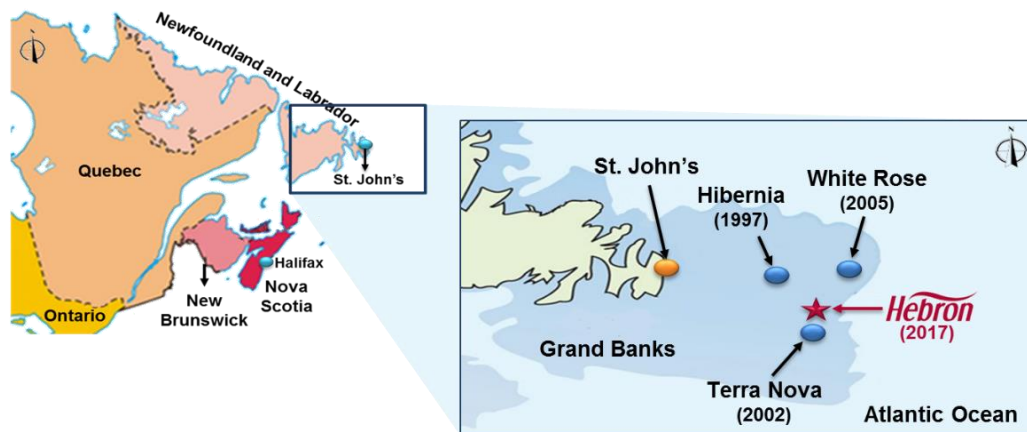 Newfoundland and Labrador
Quebec
St. John's
Halifax
Nova
Scotia
New
Brunswick
Ontario
St. John's
Hibernia
(1997)
White Rose
(2005)
Hebron
(2017)
Grand Banks
Terra Nova
(2002)
Atlantic Ocean